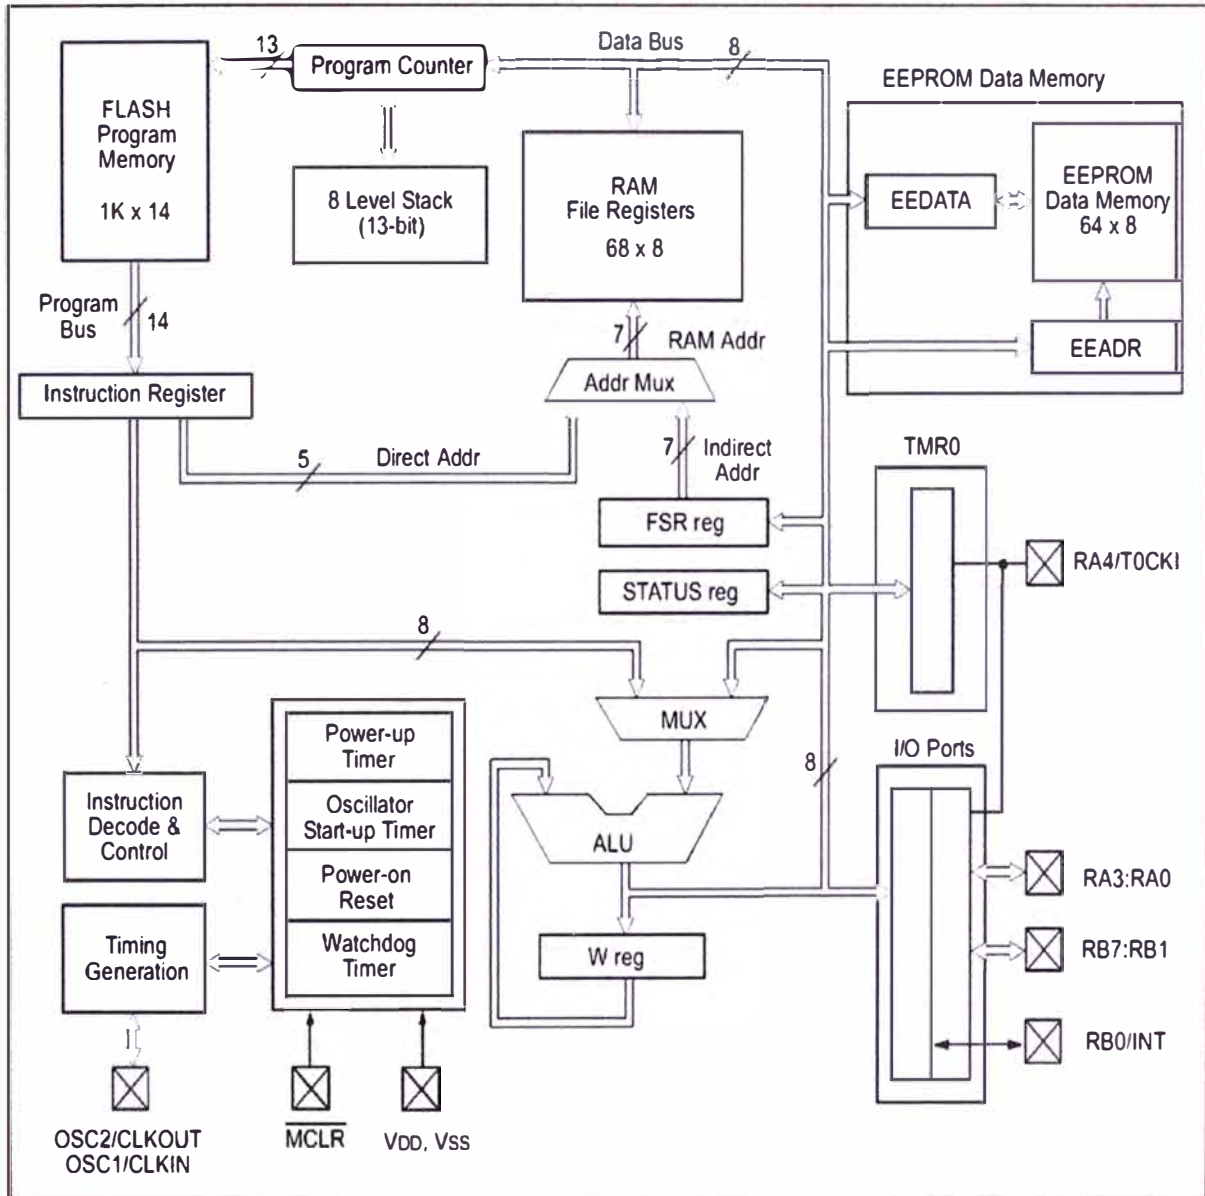 13
Program Counter
Data Bus
8
EEPROM Data Memory
FLASH
Program
Memory
1K x 14
8 Level Stack
(13-bit)
RAM
File Registers
68 x 8
EEDATA
EEPROM
Data Memory
64 x 8
Program
Bus
14
7
RAM Addr
EEADR
Instruction Register
Addr Mux
5
Direct Addr
7
Indirect
Addr
TMR0
FSR reg
RA4/T0CKI
STATUS reg
8
MUX
Power-up
Timer
I/O Ports
8
Instruction
Decode &
Control
Oscillator
Start-up Timer
ALU
Power-on
Reset
RA3:RA0
Timing
Generation
Watchdog
Timer
W reg
RB7:RB1
RB0/INT
OSC2/CLKOUT
OSC1/CLKIN
MCLR
VDD, VSS